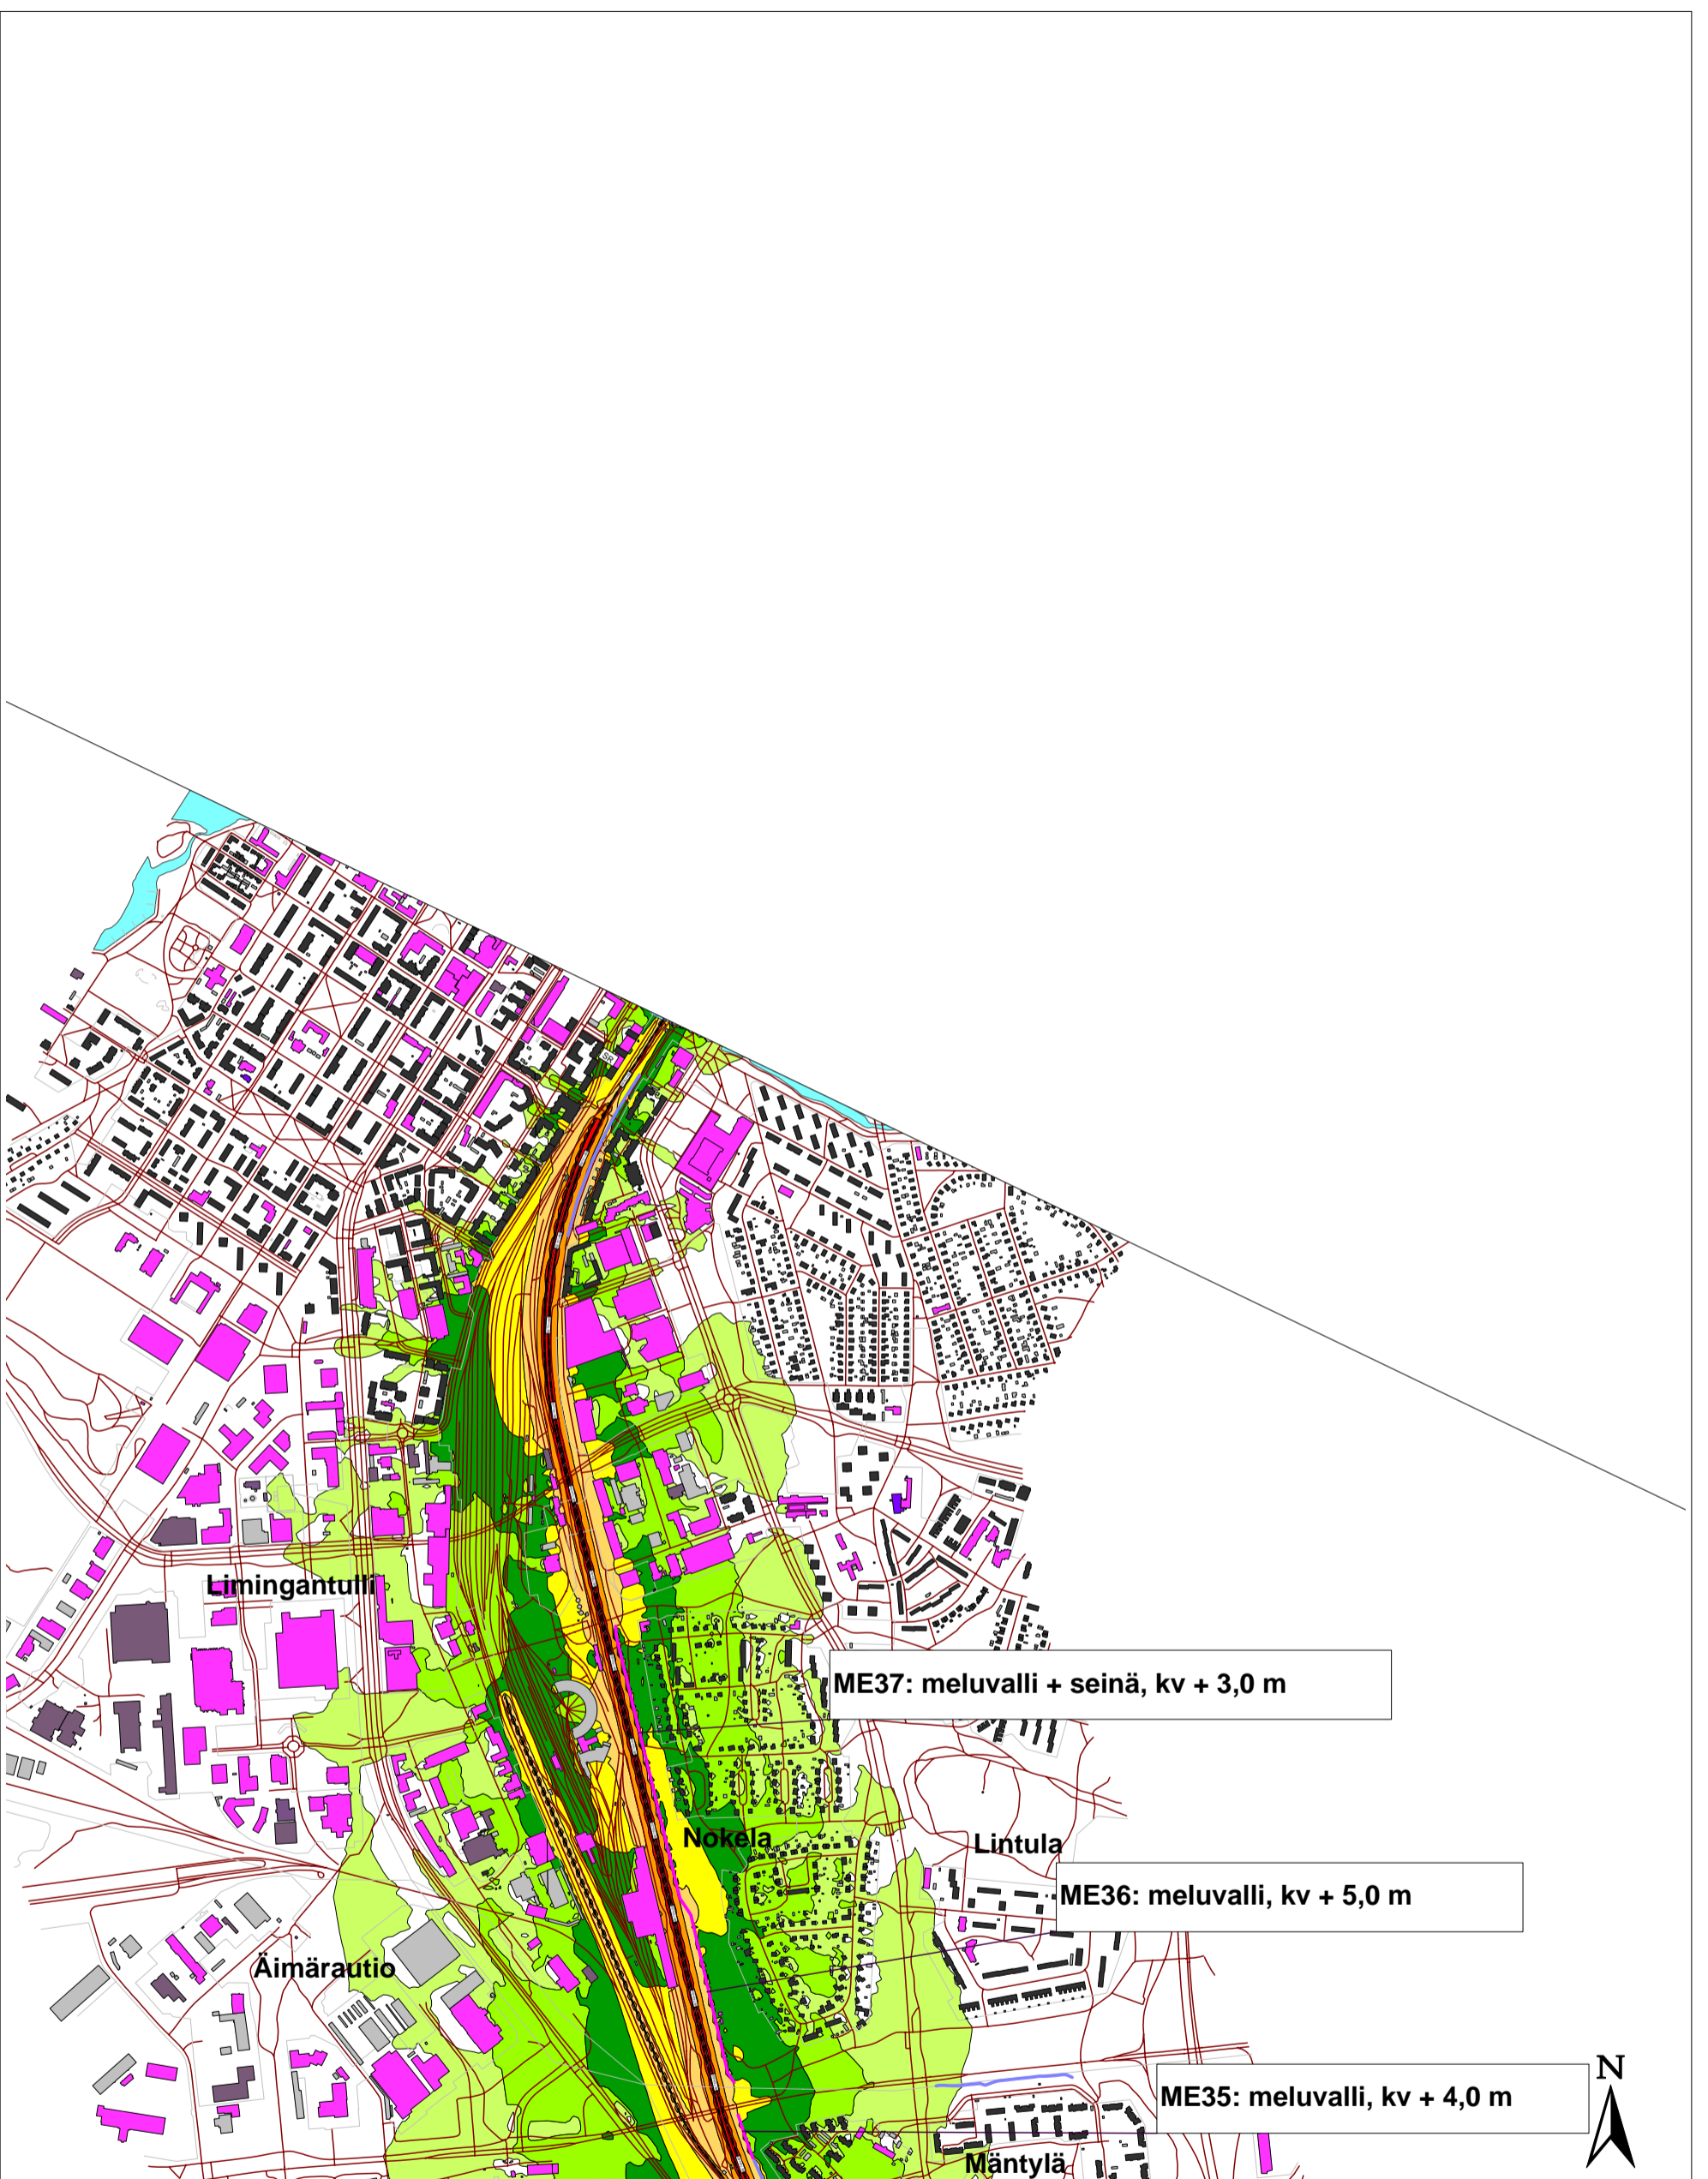 SR
Limingantulli
ME37: meluvalli + seinä, kv + 3,0 m
Nokela
Lintula
ME36: meluvalli, kv + 5,0 m
Äimärautio
N
ME35: meluvalli, kv + 4,0 m
Mäntylä